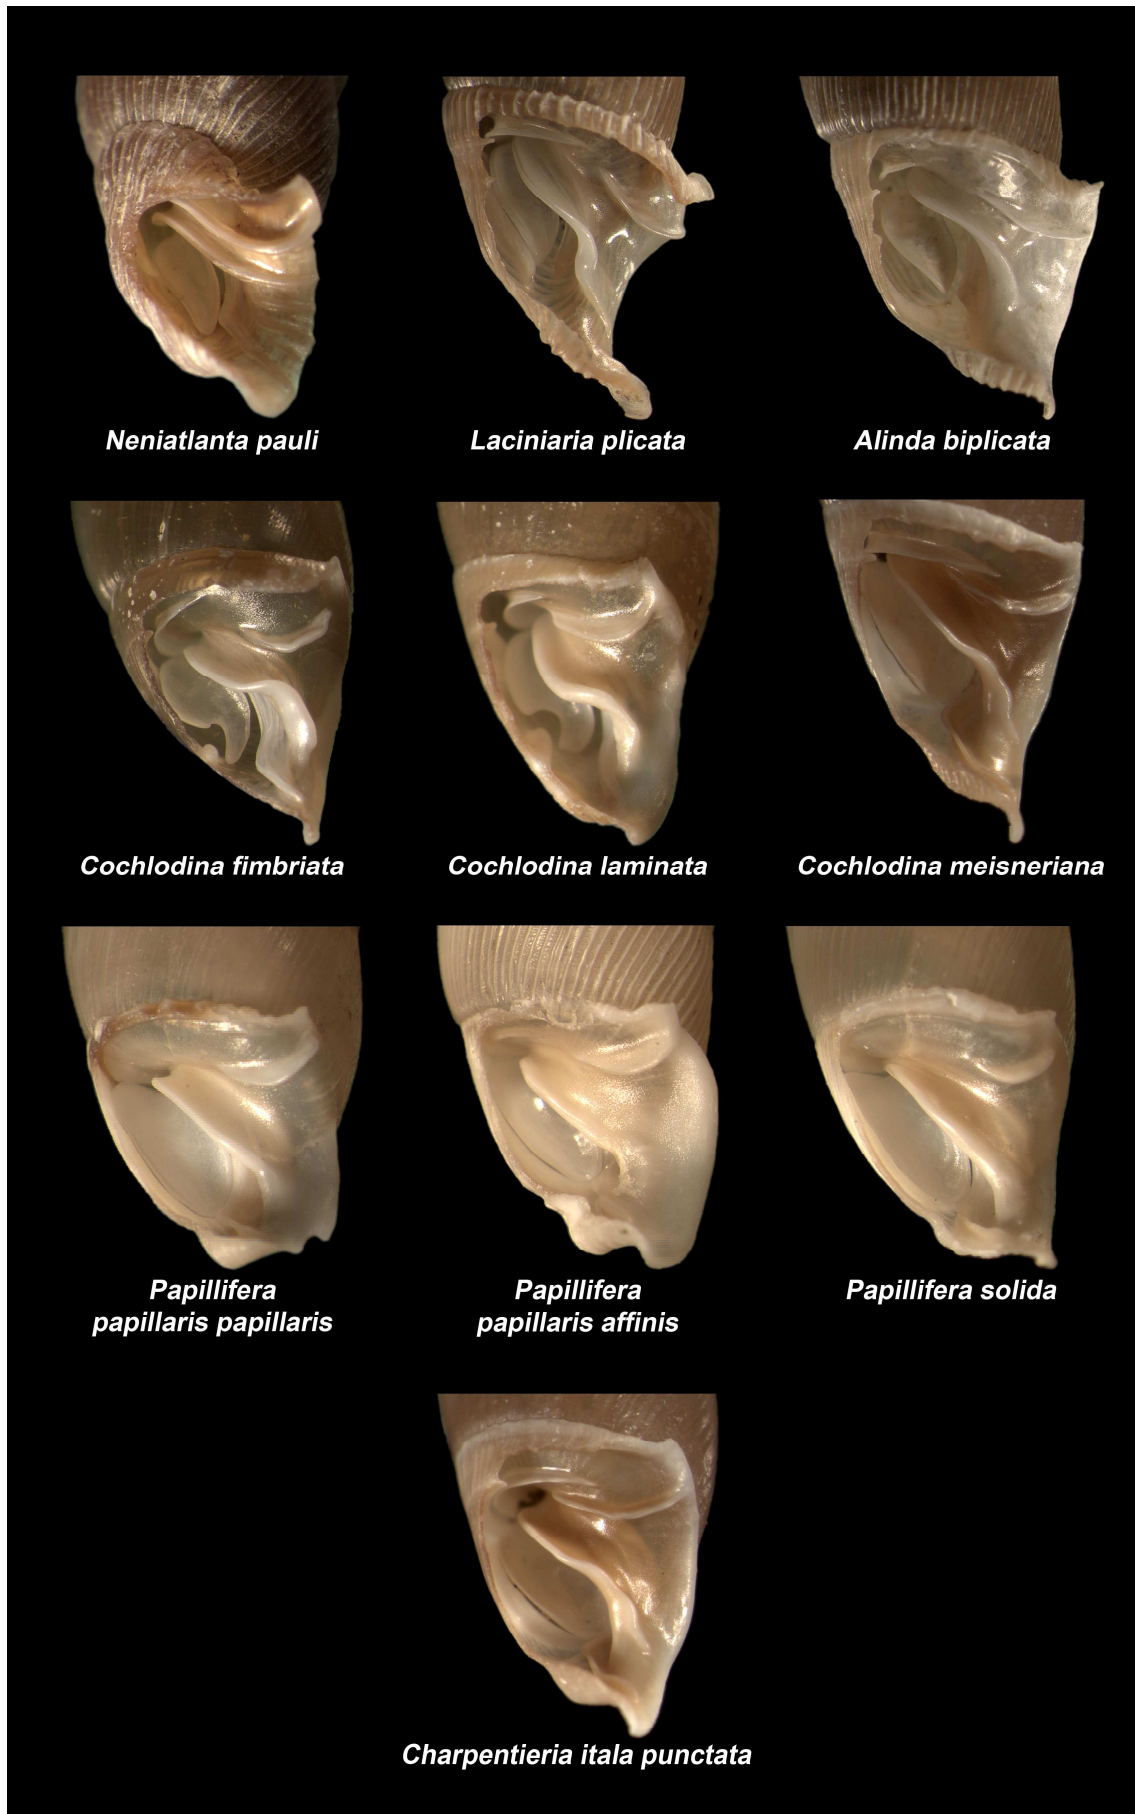 Neniatlanta pauli
Laciniaria plicata
Alinda biplicata
Cochlodina fimbriata
Cochlodina laminata
Cochlodina meisneriana
Papillifera
papillaris papillaris
Papillifera
papillaris affinis
Papillifera solida
Charpentieria itala punctata